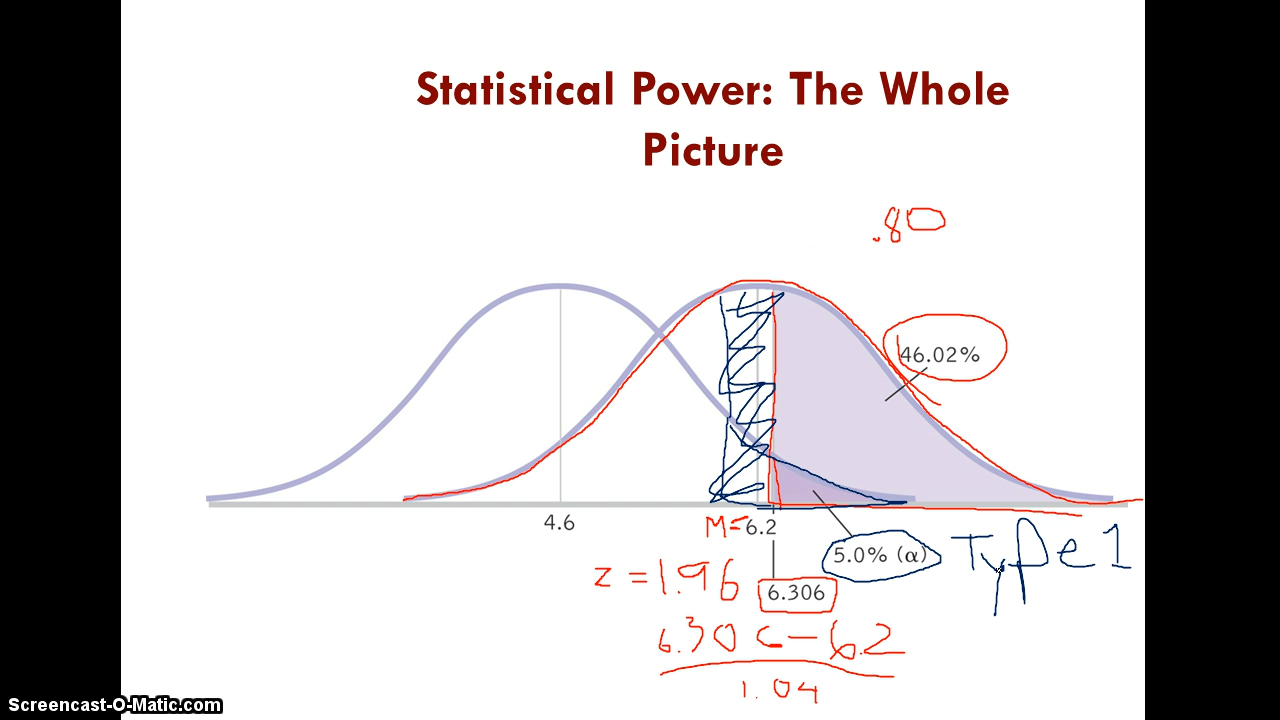 Statistical Power: The Whole
Picture
.80
46.02%
4.6
M=6.2
5.0% (α)
Type 1
z = 1.96
6.306
6.306 - 6.2
1.04
Screencast-O-Matic.com